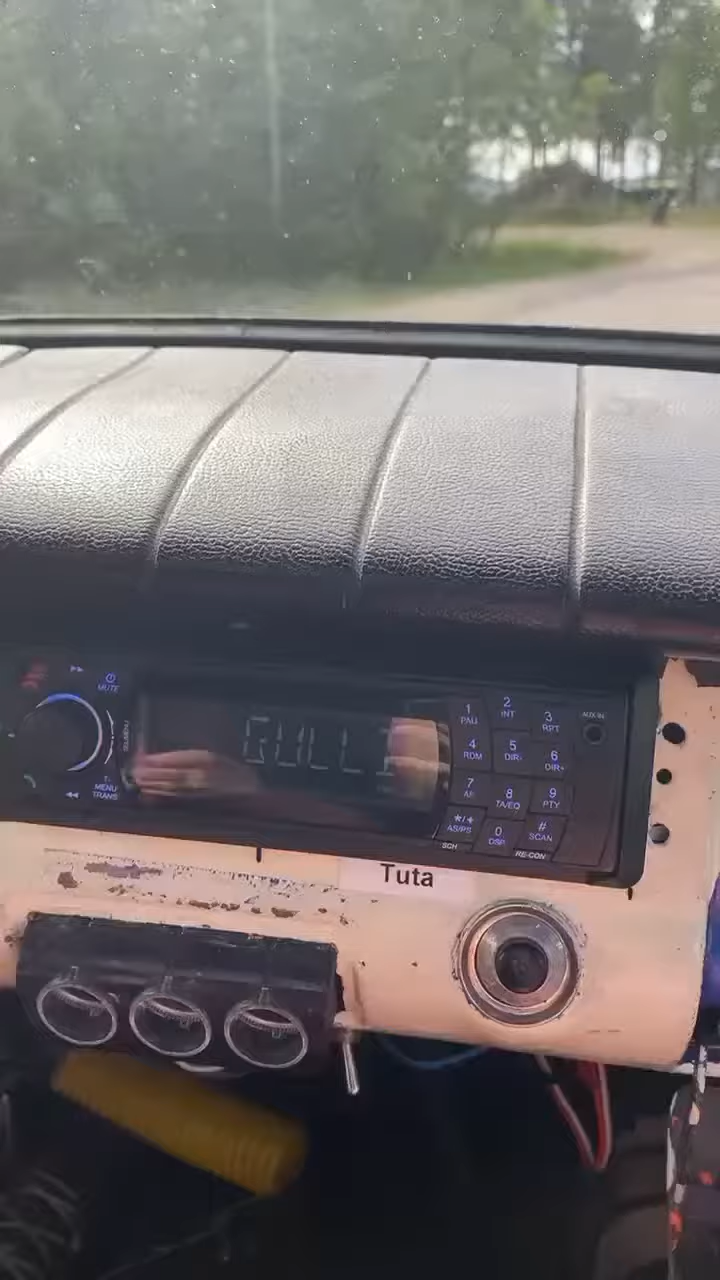 MUTE
T-MENU
TRANS
GULLI
1
PAU
2
INT
3
RPT
4
RDM
5
DIR-
6
DIR+
7
AF
8
TA/EQ
9
PTY
*/+
AS/PS
0
DSP
#
SCAN
SCH
RE-CON
AUX-IN
Tuta